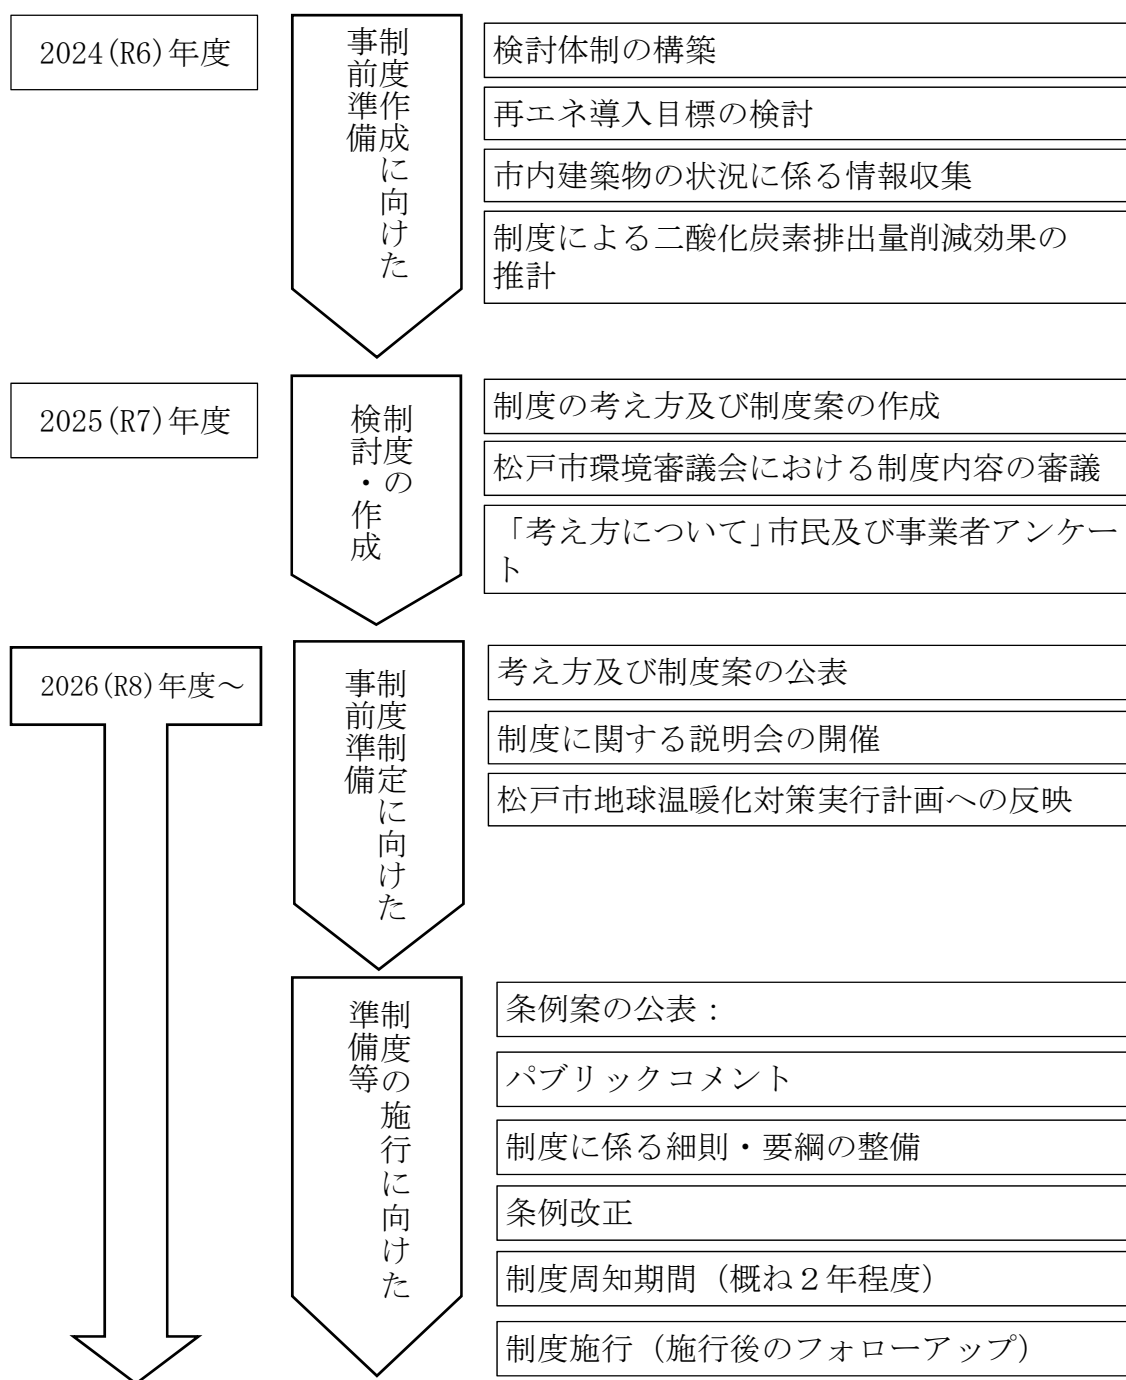 2024(R6)年度
制度作成に向けた
事前準備
検討体制の構築
再エネ導入目標の検討
市内建築物の状況に係る情報収集
制度による二酸化炭素排出量削減効果の
推計
2025(R7)年度
制度の
検討・作成
制度の考え方及び制度案の作成
松戸市環境審議会における制度内容の審議
「考え方について」市民及び事業者アンケー
ト
2026(R8)年度～
制度制定に向けた
事前準備
考え方及び制度案の公表
制度に関する説明会の開催
松戸市地球温暖化対策実行計画への反映
制度の施行に向けた
準備等
条例案の公表：
パブリックコメント
制度に係る細則・要綱の整備
条例改正
制度周知期間（概ね２年程度）
制度施行（施行後のフォローアップ）